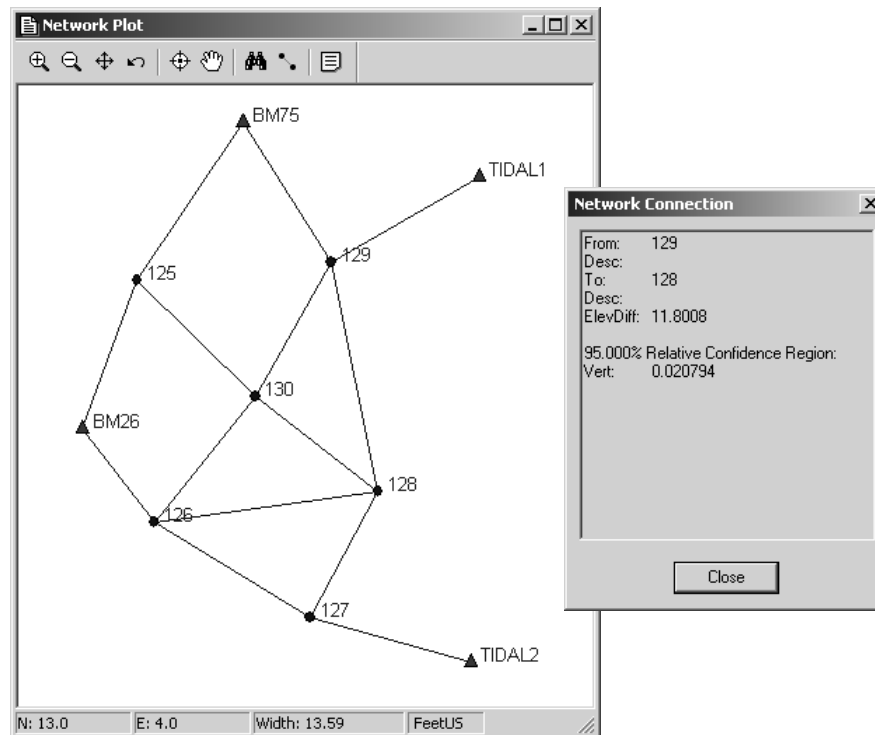 Network Plot
BM75
TIDAL1
129
125
130
BM26
128
126
127
TIDAL2
N: 13.0
E: 4.0
Width: 13.59
FeetUS
Network Connection
From: 129
Desc:
To: 128
Desc:
ElevDiff: 11.8008
95.000% Relative Confidence Region:
Vert: 0.020794
Close